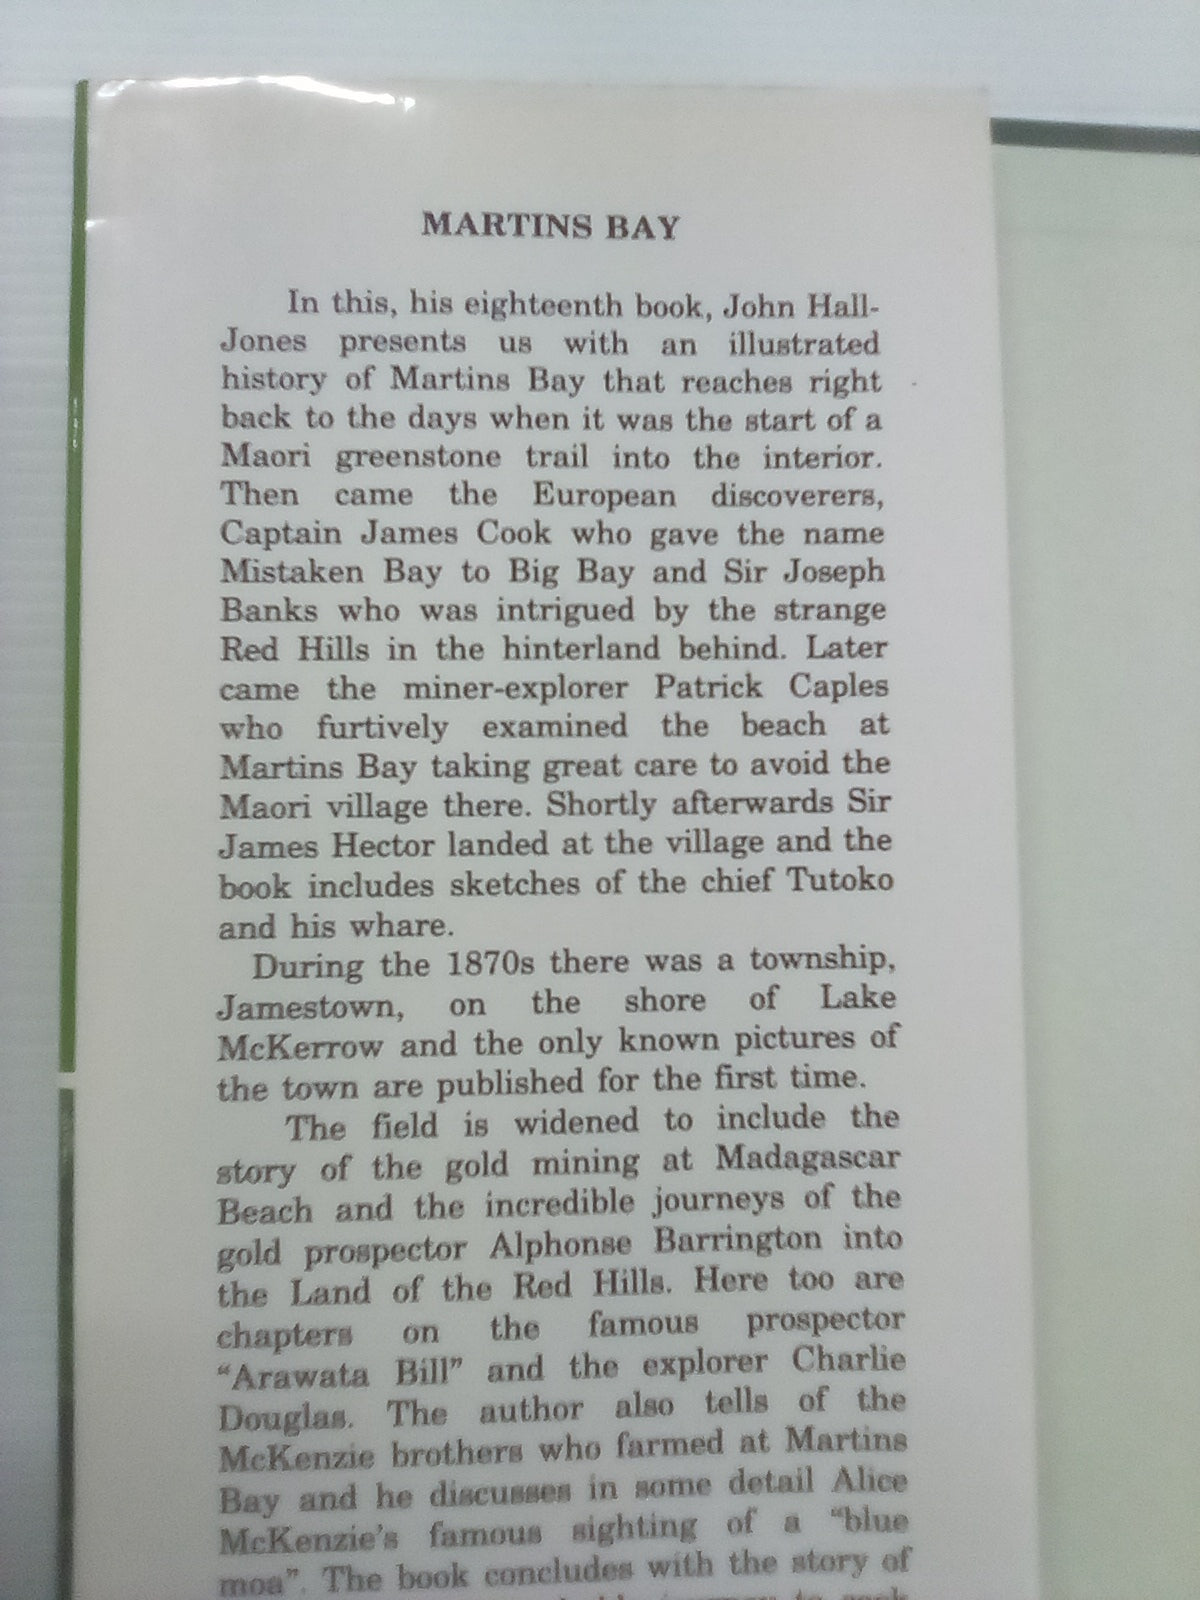 MARTINS BAY
In this, his eighteenth book, John Hall-
Jones presents us with an illustrated
history of Martins Bay that reaches right
back to the days when it was the start of a
Maori greenstone trail into the interior.
Then came the European discoverers,
Captain James Cook who gave the name
Mistaken Bay to Big Bay and Sir Joseph
Banks who was intrigued by the strange
Red Hills in the hinterland behind. Later
came the miner-explorer Patrick Caples
who furtively examined the beach at
Martins Bay taking great care to avoid the
Maori village there. Shortly afterwards Sir
James Hector landed at the village and the
book includes sketches of the chief Tutoko
and his whare.
During the 1870s there was a township,
Jamestown, on the shore of Lake
McKerrow and the only known pictures of
the town are published for the first time.
The field is widened to include the
story of the gold mining at Madagascar
Beach and the incredible journeys of the
gold prospector Alphonse Barrington into
the Land of the Red Hills. Here too are
chapters on the famous prospector
“Arawata Bill” and the explorer Charlie
Douglas. The author also tells of the
McKenzie brothers who farmed at Martins
Bay and he discusses in some detail Alice
McKenzie's famous sighting of a “blue
moa”. The book concludes with the story of